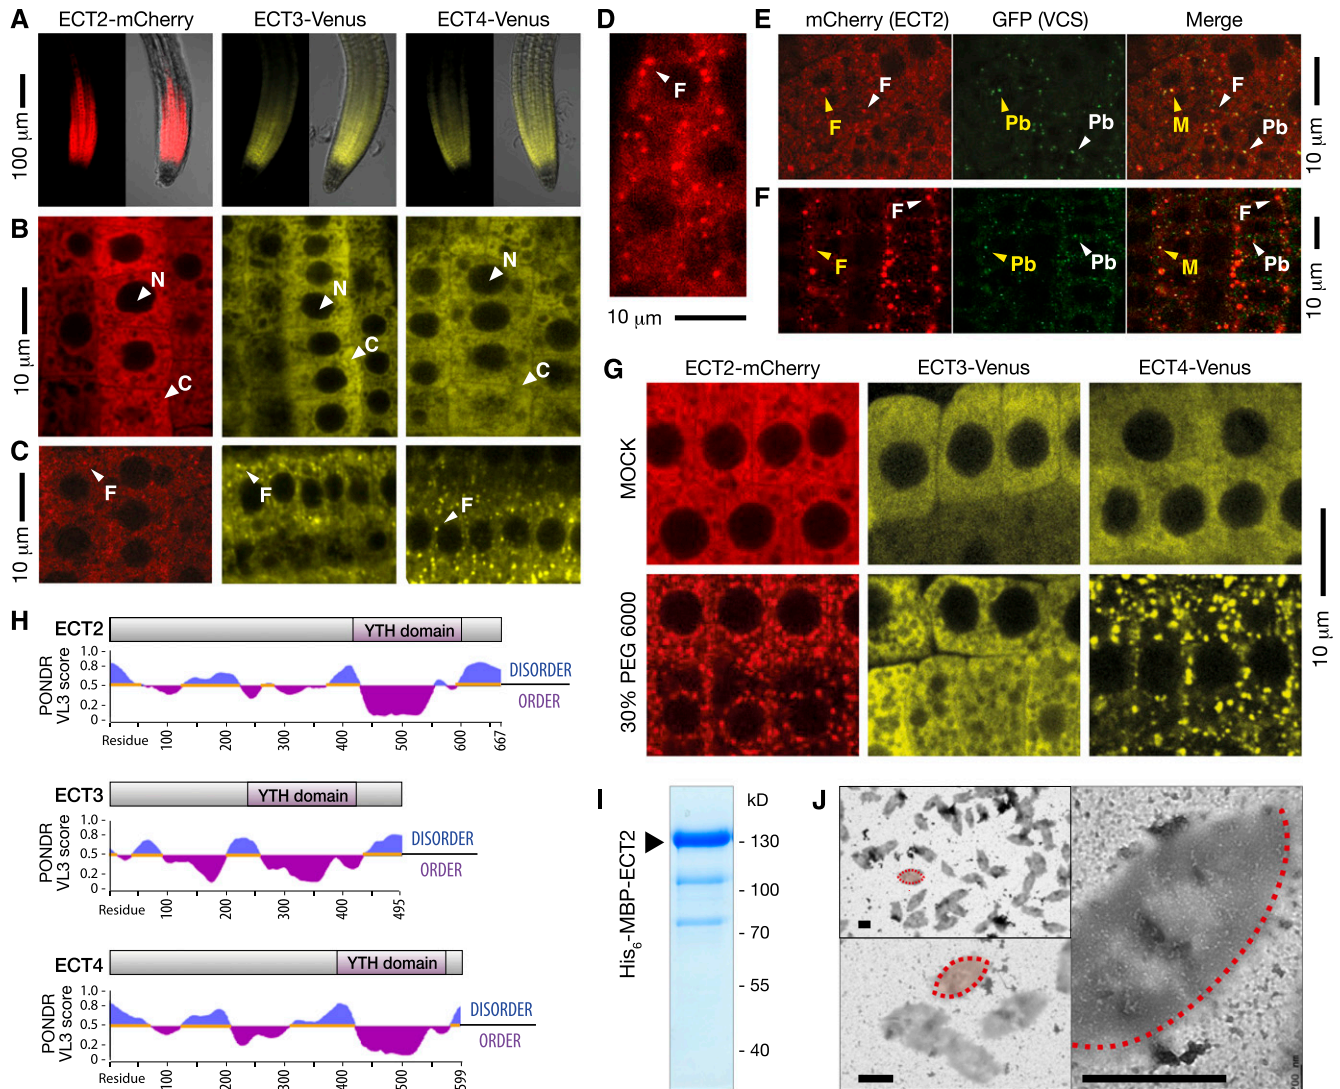 A
ECT2-mCherry
ECT3-Venus
ECT4-Venus
100 µm
B
N
C
N
C
N
C
10 µm
C
F
F
F
10 µm
D
F
10 µm
E
mCherry (ECT2)
GFP (VCS)
Merge
F
F
Pb
Pb
F
M
Pb
10 µm
F
F
F
Pb
Pb
F
M
Pb
10 µm
G
ECT2-mCherry
ECT3-Venus
ECT4-Venus
MOCK
30% PEG 6000
10 µm
H
ECT2
YTH domain
PONDR
VL3 score
1.0
0.8
0.5
0.2
0
DISORDER
ORDER
Residue
100
200
300
400
500
600
667
ECT3
YTH domain
PONDR
VL3 score
1.0
0.8
0.5
0.2
0
DISORDER
ORDER
Residue
100
200
300
400
495
ECT4
YTH domain
PONDR
VL3 score
1.0
0.8
0.5
0.2
0
DISORDER
ORDER
Residue
100
200
300
400
500
599
I
His6-MBP-ECT2
kD
- 130
- 100
- 70
- 55
- 40
J